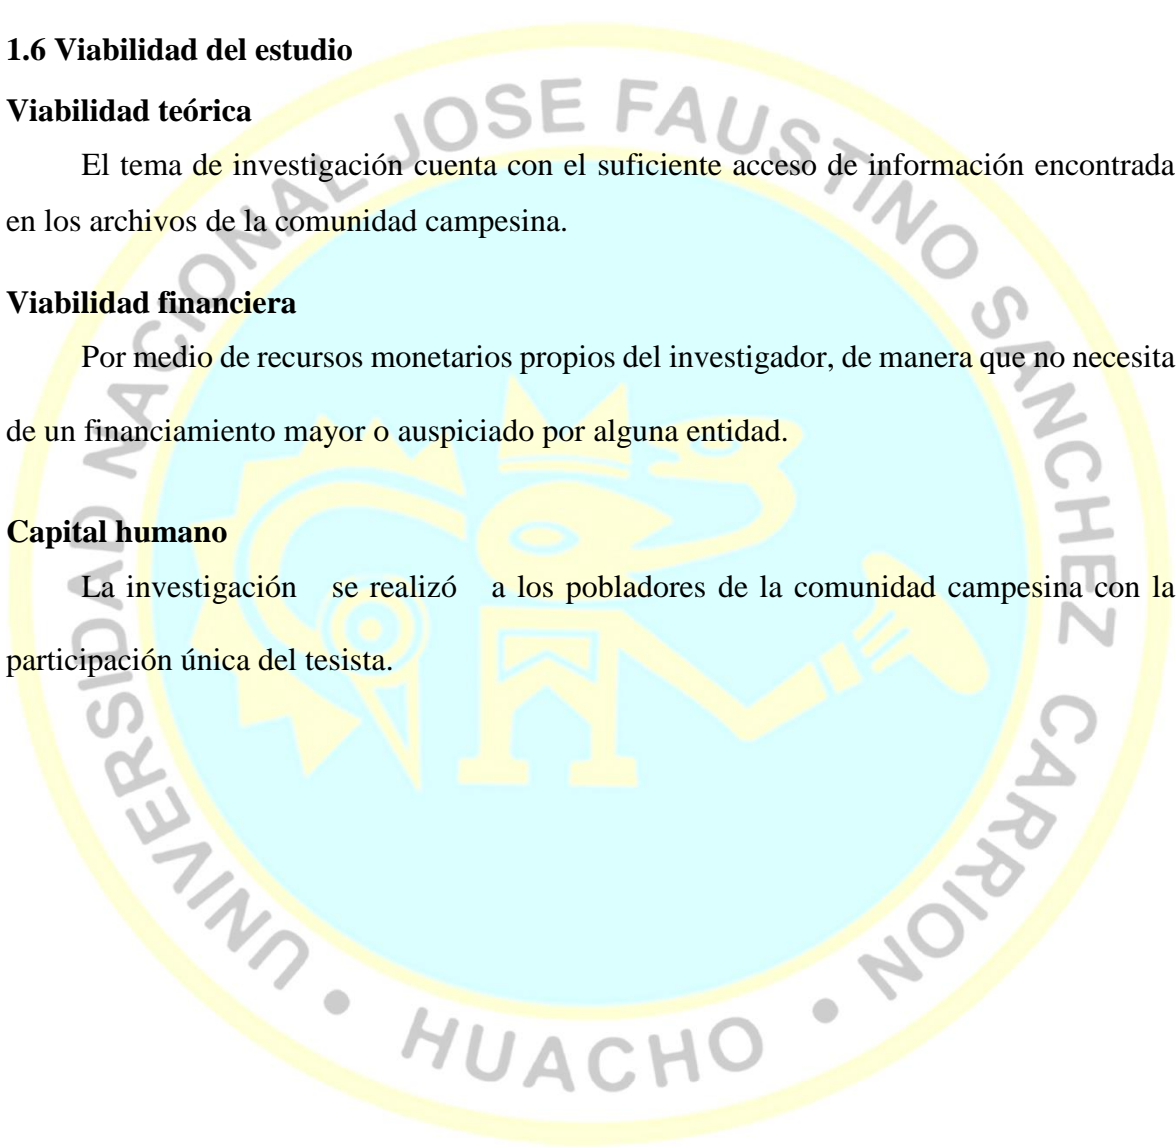 1.6 Viabilidad del estudio
Viabilidad teórica
El tema de investigación cuenta con el suficiente acceso de información encontrada
en los archivos de la comunidad campesina.
Viabilidad financiera
Por medio de recursos monetarios propios del investigador, de manera que no necesita
de un financiamiento mayor o auspiciado por alguna entidad.
Capital humano
La investigación se realizó a los pobladores de la comunidad campesina con la
participación única del tesista.
UNIVERSIDAD NACIONAL JOSE FAUSTINO SANCHEZ CARRION • HUACHO •